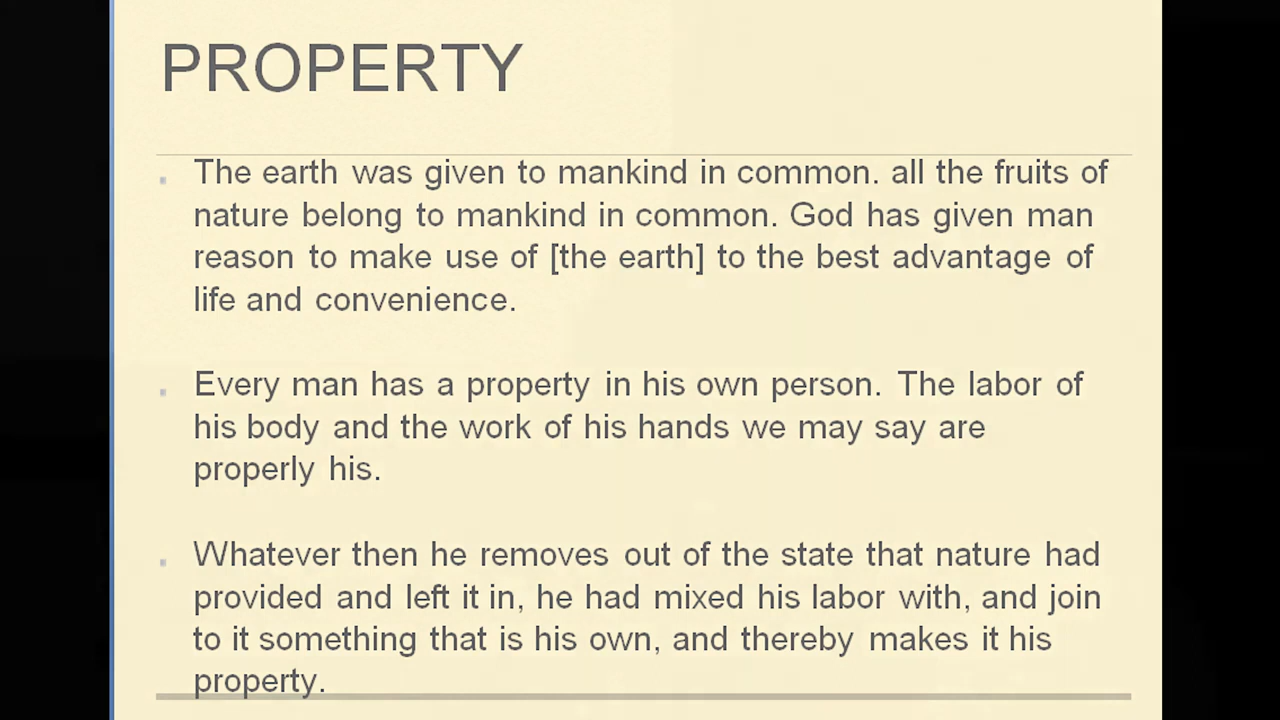 PROPERTY
The earth was given to mankind in common. all the fruits of
nature belong to mankind in common. God has given man
reason to make use of [the earth] to the best advantage of
life and convenience.
Every man has a property in his own person. The labor of
his body and the work of his hands we may say are
properly his.
Whatever then he removes out of the state that nature had
provided and left it in, he had mixed his labor with, and join
to it something that is his own, and thereby makes it his
property.